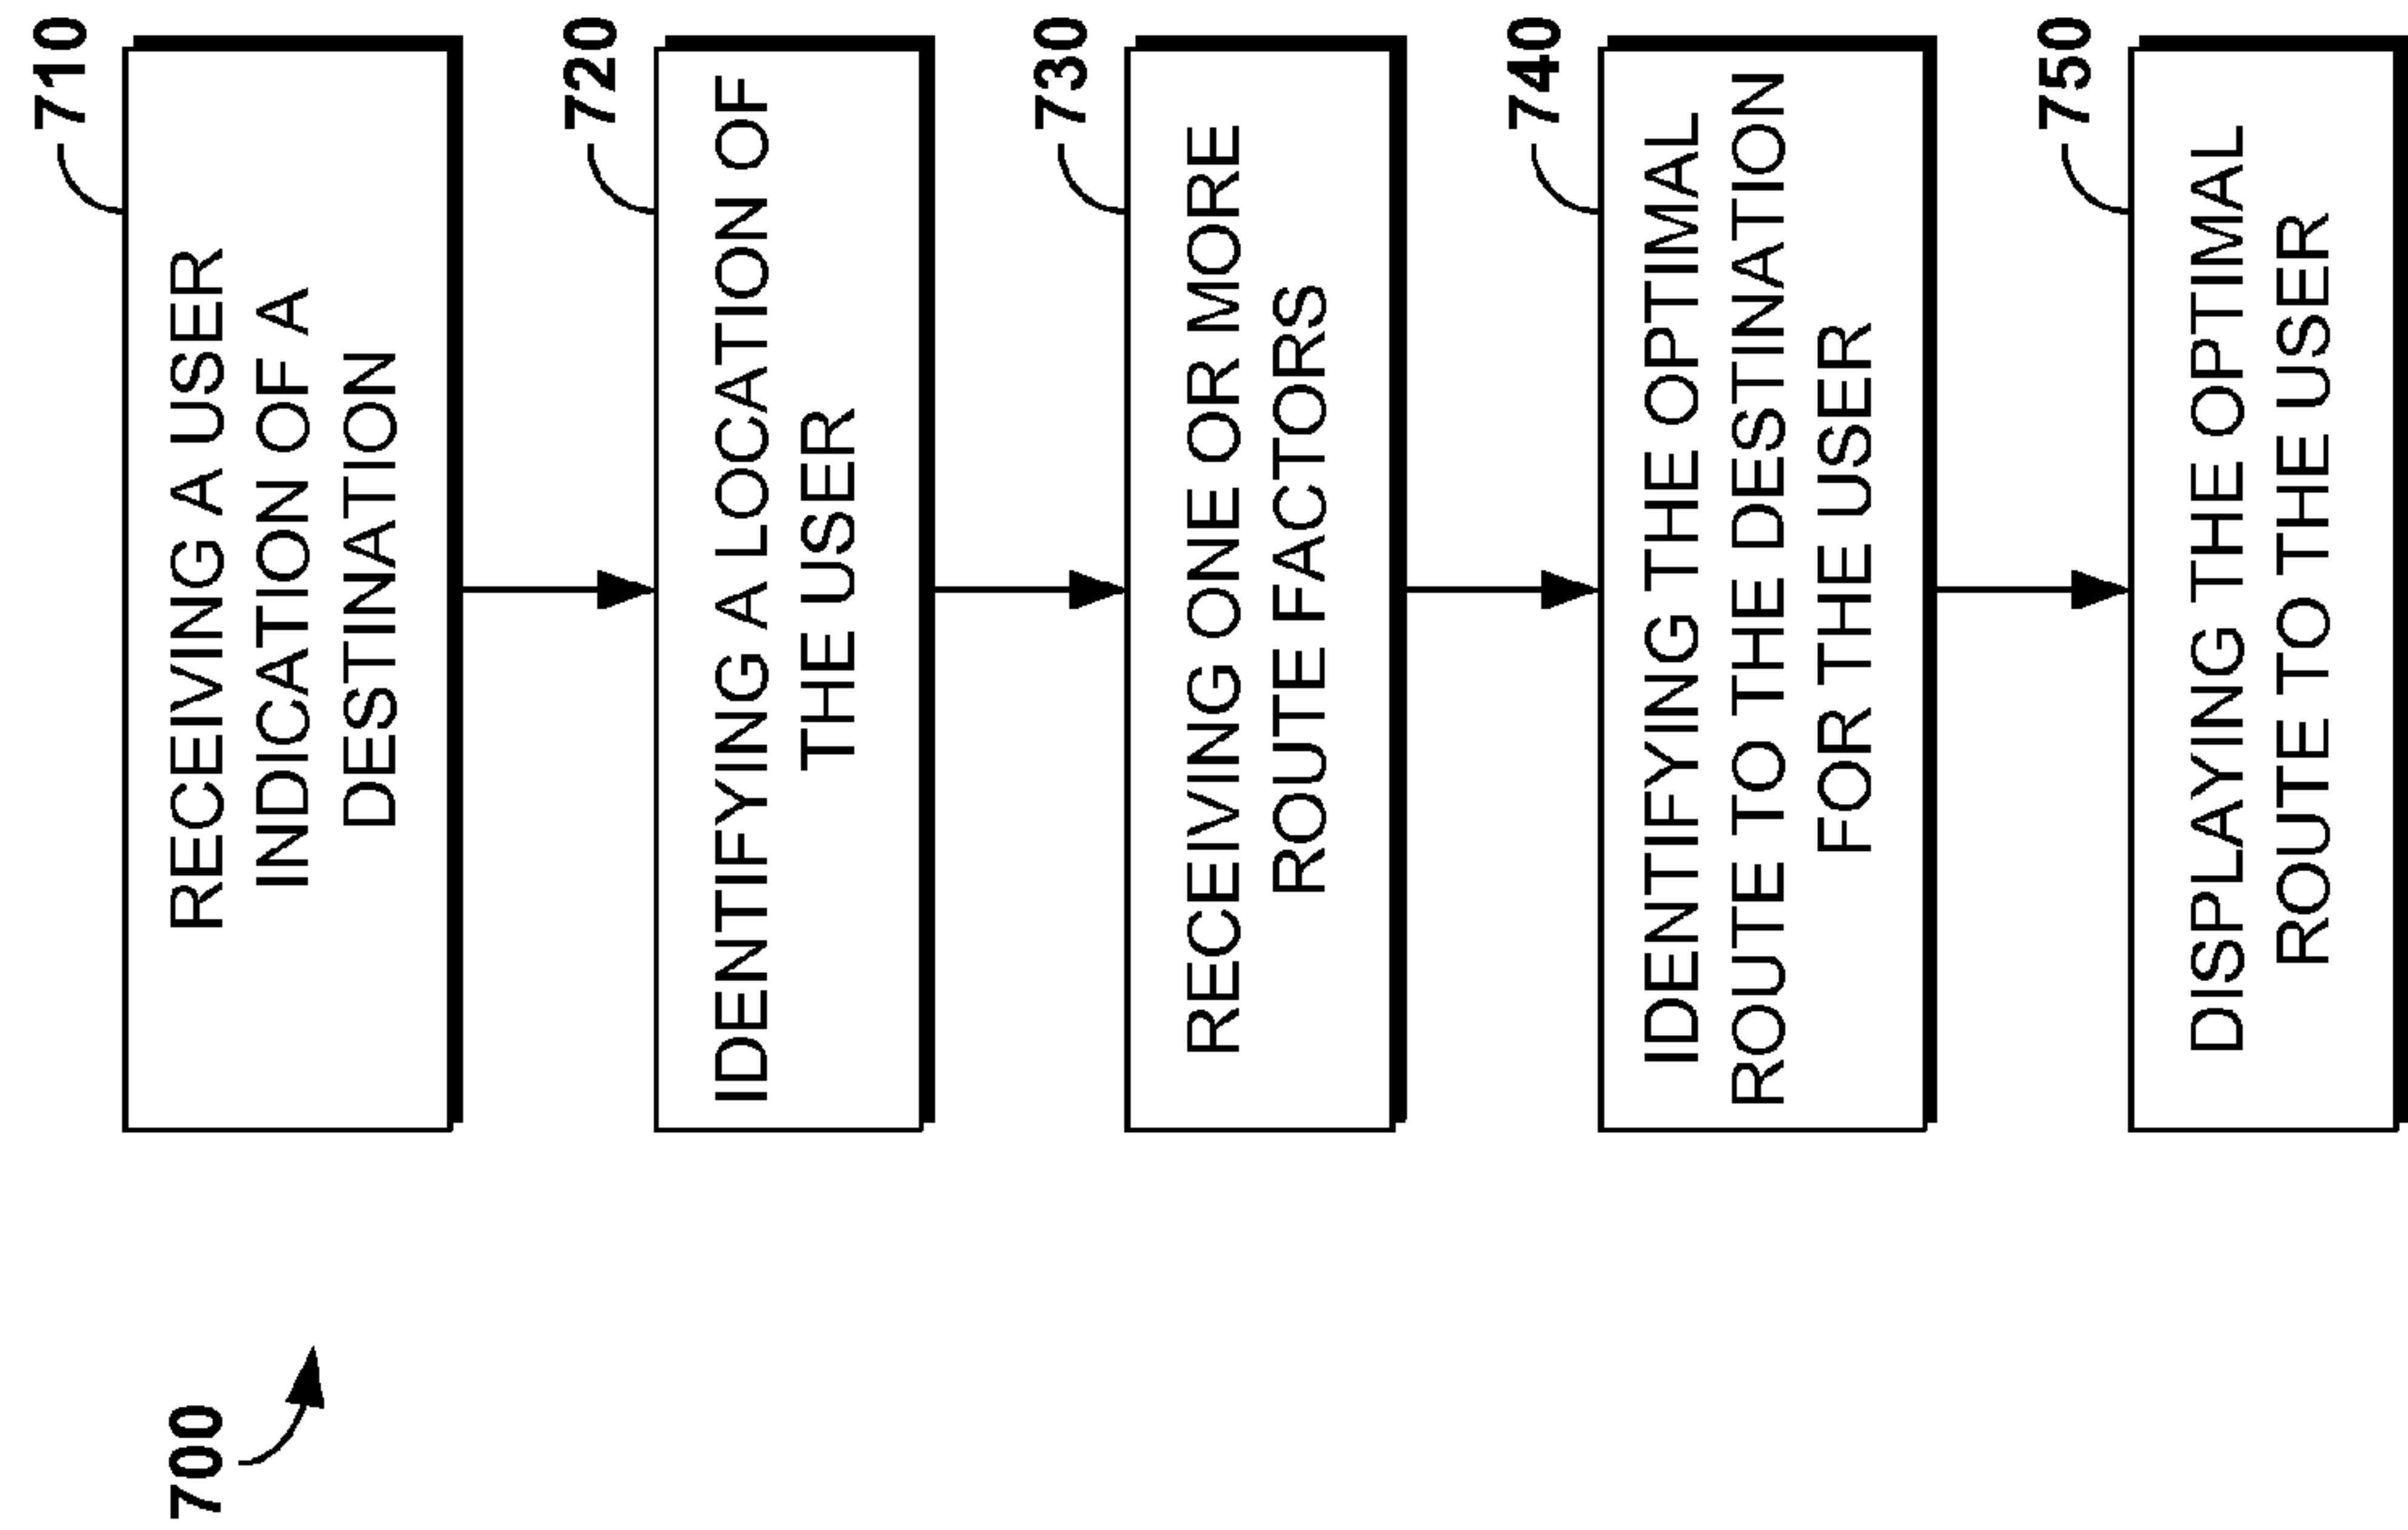 700
710
RECEIVING A USER
INDICATION OF A
DESTINATION
720
IDENTIFYING A LOCATION OF
THE USER
730
RECEIVING ONE OR MORE
ROUTE FACTORS
740
IDENTIFYING THE OPTIMAL
ROUTE TO THE DESTINATION
FOR THE USER
750
DISPLAYING THE OPTIMAL
ROUTE TO THE USER